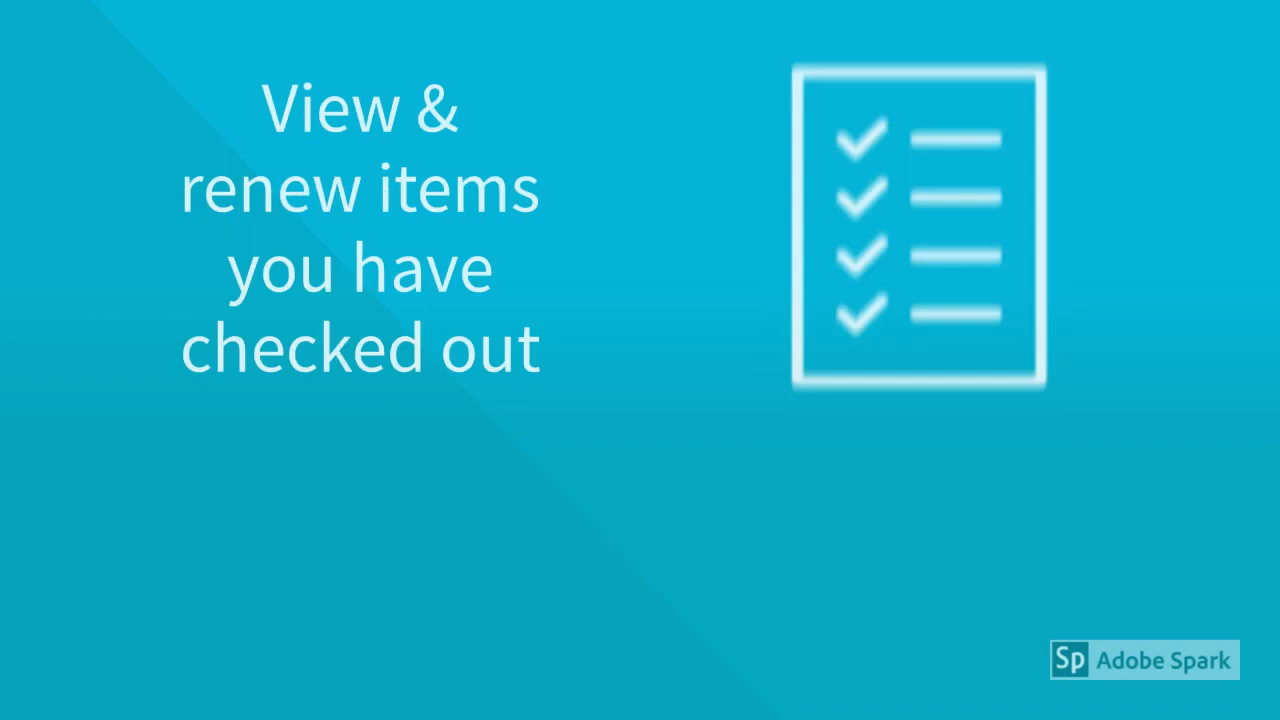 View &
renew items
you have
checked out
Sp Adobe Spark